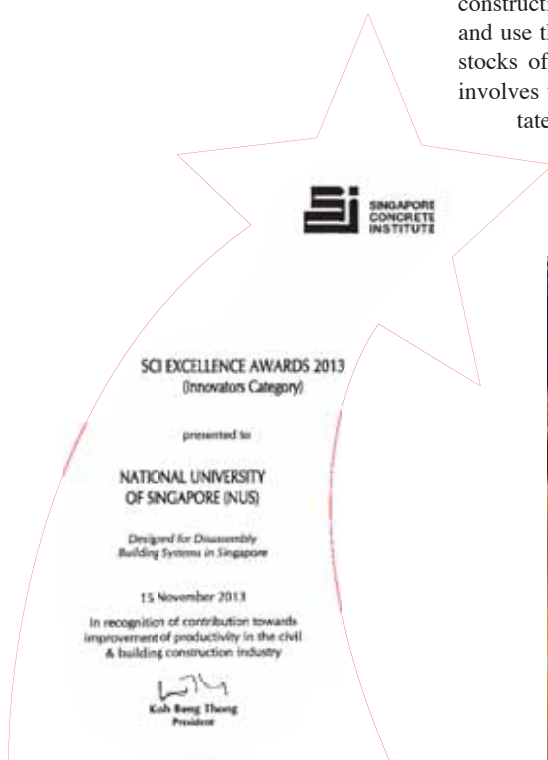 constructi
and use th
stocks of
involves
tate
SINGAPORE
CONCRETE
INSTITUTE
SCI EXCELLENCE AWARDS 2013
(Innovators Category)
presented to
NATIONAL UNIVERSITY
OF SINGAPORE (NUS)
Designed for Disassembly
Building Systems in Singapore
15 November 2013
In recognition of contribution towards
improvement of productivity in the civil
& building construction industry
Koh Beng Thong
President